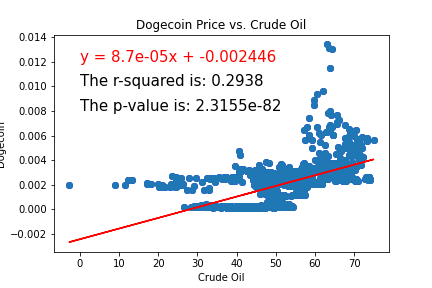 Dogecoin Price vs. Crude Oil
y = 8.7e-05x + -0.002446
The r-squared is: 0.2938
The p-value is: 2.3155e-82
0.014
0.012
0.010
0.008
0.006
0.004
0.002
0.000
−0.002
Dogecoin
0 10 20 30 40 50 60 70
Crude Oil